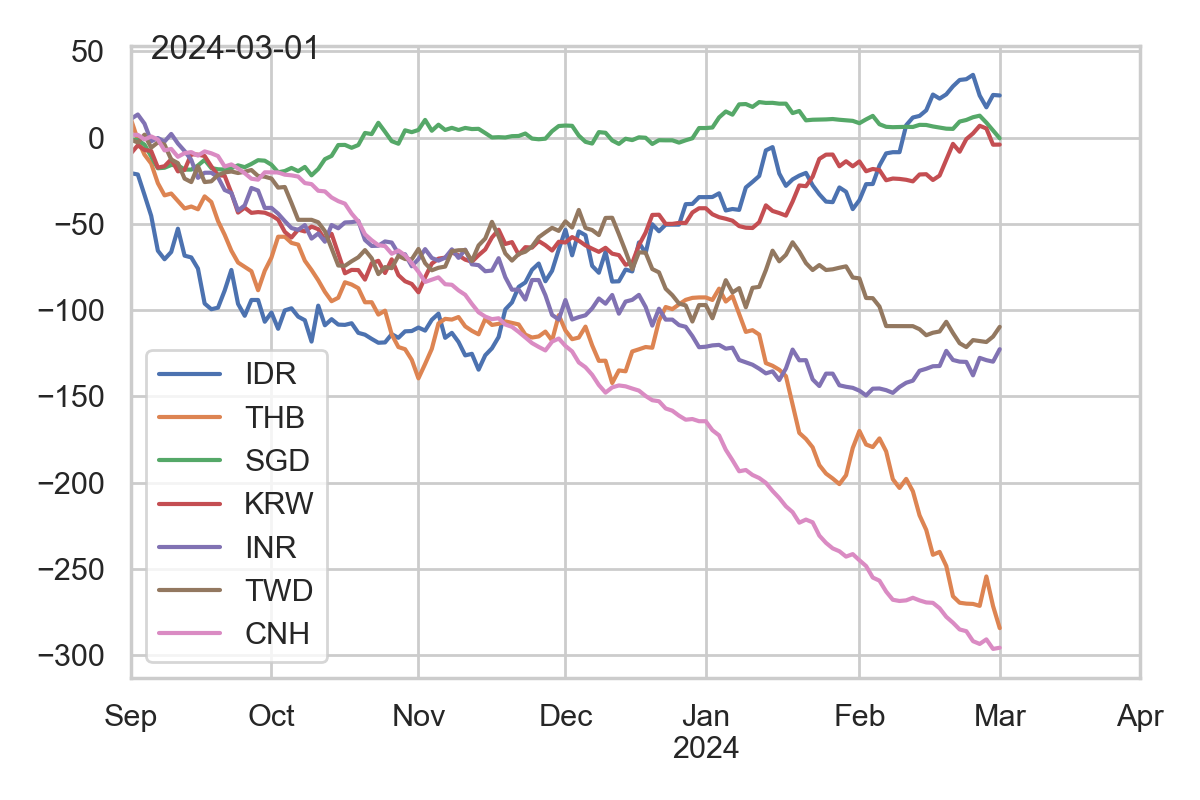 2024-03-01
50
0
−50
−100
−150
−200
−250
−300
IDR
THB
SGD
KRW
INR
TWD
CNH
Sep Oct Nov Dec Jan Feb Mar Apr
2024